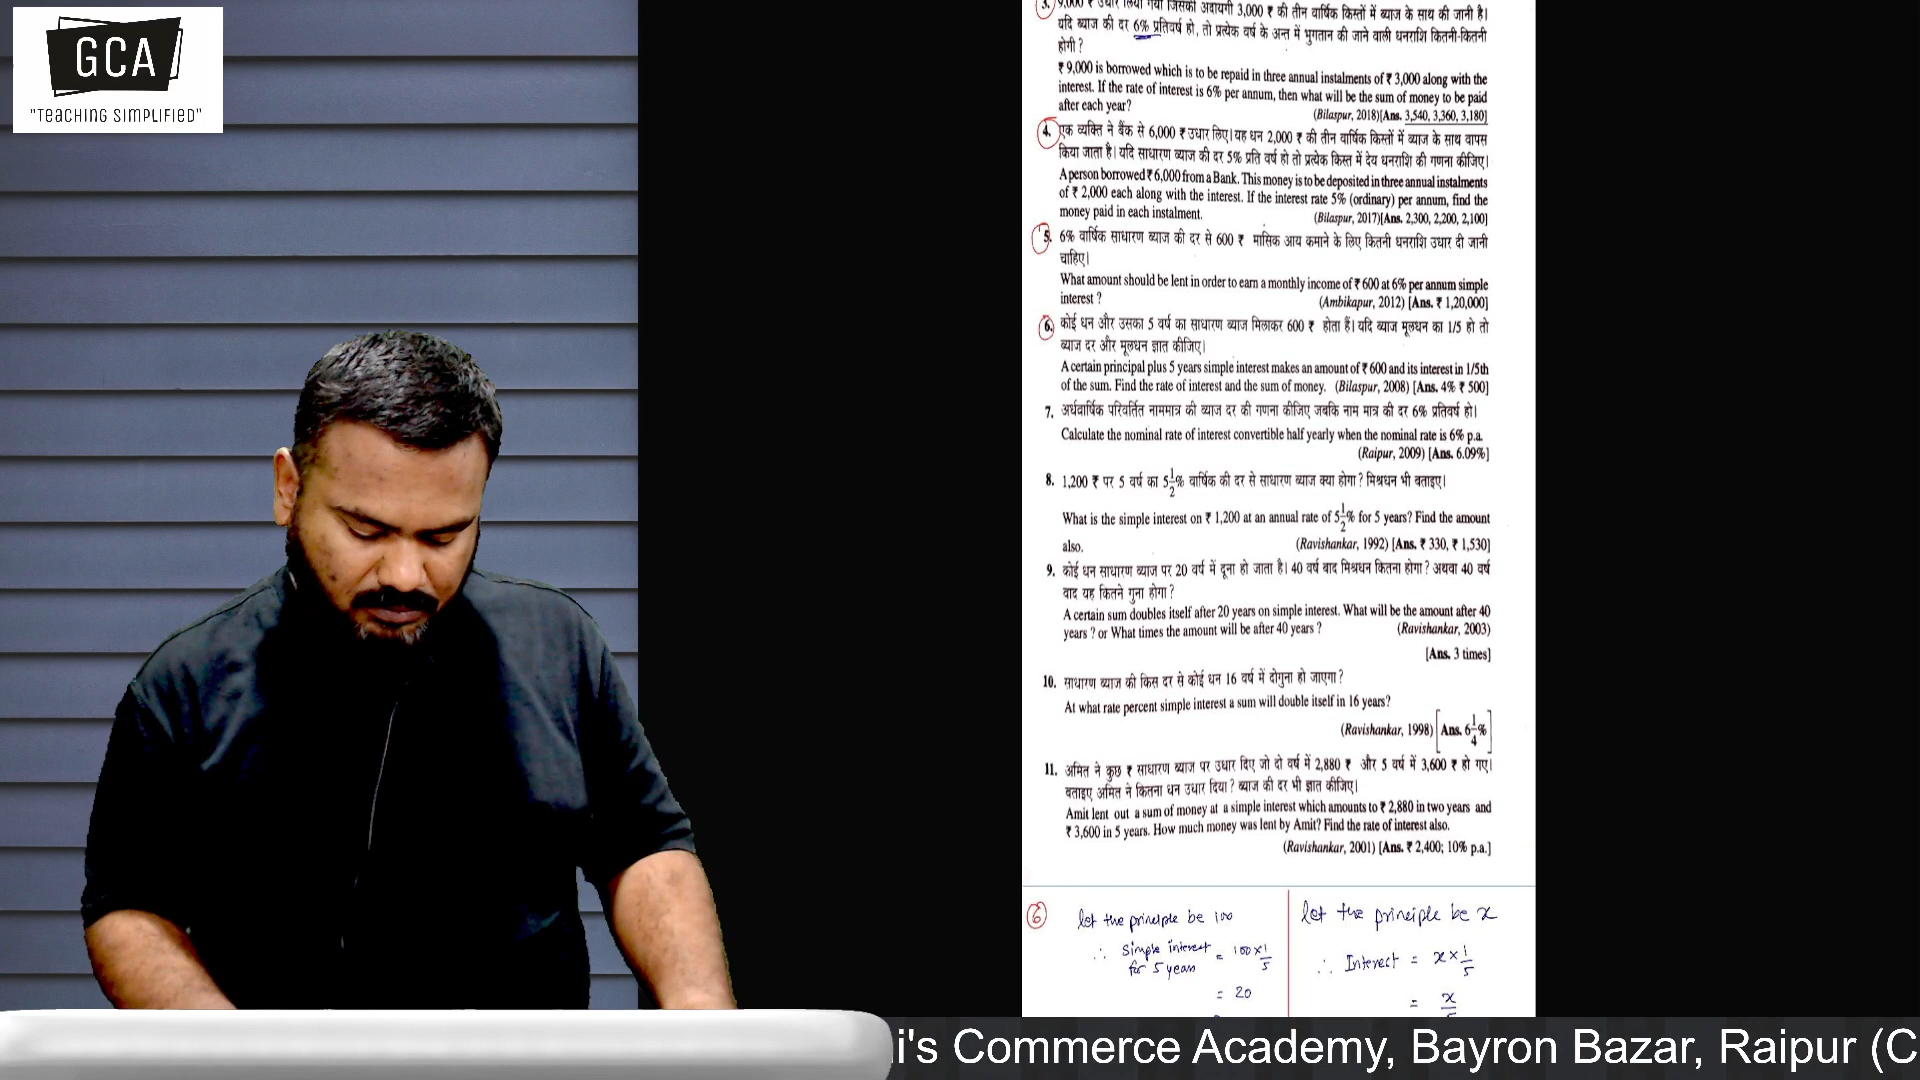 GCA
"TEACHING SIMPLIFIED"
3. 9,000 ₹ उधार लिया गया जिसकी अदायगी 3,000 ₹ की तीन वार्षिक किस्तों में ब्याज के साथ की जानी है।
यदि ब्याज की दर 6% प्रतिवर्ष हो, तो प्रत्येक वर्ष के अन्त में भुगतान की जाने वाली धनराशि कितनी-कितनी
होगी ?
₹ 9,000 is borrowed which is to be repaid in three annual instalments of ₹ 3,000 along with the
interest. If the rate of interest is 6% per annum, then what will be the sum of money to be paid
after each year? (Bilaspur, 2018)[Ans. 3,540, 3,360, 3,180]
4. एक व्यक्ति ने बैंक से 6,000 ₹ उधार लिए। यह धन 2,000 ₹ की तीन वार्षिक किस्तों में ब्याज के साथ वापस
किया जाता है। यदि साधारण ब्याज की दर 5% प्रति वर्ष हो तो प्रत्येक किस्त में देय धनराशि की गणना कीजिए।
A person borrowed ₹ 6,000 from a Bank. This money is to be deposited in three annual instalments
of ₹ 2,000 each along with the interest. If the interest rate 5% (ordinary) per annum, find the
money paid in each instalment. (Bilaspur, 2017)[Ans. 2,300, 2,200, 2,100]
5. 6% वार्षिक साधारण ब्याज की दर से 600 ₹ मासिक आय कमाने के लिए कितनी धनराशि उधार दी जानी
चाहिए।
What amount should be lent in order to earn a monthly income of ₹ 600 at 6% per annum simple
interest ? (Ambikapur, 2012) [Ans. ₹ 1,20,000]
6. कोई धन और उसका 5 वर्ष का साधारण ब्याज मिलाकर 600 ₹ होता हैं। यदि ब्याज मूलधन का 1/5 हो तो
ब्याज दर और मूलधन ज्ञात कीजिए।
A certain principal plus 5 years simple interest makes an amount of ₹ 600 and its interest in 1/5th
of the sum. Find the rate of interest and the sum of money. (Bilaspur, 2008) [Ans. 4% ₹ 500]
7. अर्धवार्षिक परिवर्तित नाममात्र की ब्याज दर की गणना कीजिए जबकि नाम मात्र की दर 6% प्रतिवर्ष हो।
Calculate the nominal rate of interest convertible half yearly when the nominal rate is 6% p.a.
(Raipur, 2009) [Ans. 6.09%]
8. 1,200 ₹ पर 5 वर्ष का 5 1/2% वार्षिक की दर से साधारण ब्याज क्या होगा ? मिश्रधन भी बताइए।
What is the simple interest on ₹ 1,200 at an annual rate of 5 1/2% for 5 years? Find the amount
also. (Ravishankar, 1992) [Ans. ₹ 330, ₹ 1,530]
9. कोई धन साधारण ब्याज पर 20 वर्ष में दूना हो जाता है। 40 वर्ष बाद मिश्रधन कितना होगा ? अथवा 40 वर्ष
वाद यह कितने गुना होगा ?
A certain sum doubles itself after 20 years on simple interest. What will be the amount after 40
years ? or What times the amount will be after 40 years ? (Ravishankar, 2003)
[Ans. 3 times]
10. साधारण ब्याज की किस दर से कोई धन 16 वर्ष में दोगुना हो जाएगा ?
At what rate percent simple interest a sum will double itself in 16 years?
(Ravishankar, 1998) [Ans. 6 1/4%]
11. अमित ने कुछ ₹ साधारण ब्याज पर उधार दिए जो दो वर्ष में 2,880 ₹ और 5 वर्ष में 3,600 ₹ हो गए।
बताइए अमित ने कितना धन उधार दिया ? ब्याज की दर भी ज्ञात कीजिए।
Amit lent out a sum of money at a simple interest which amounts to ₹ 2,880 in two years and
₹ 3,600 in 5 years. How much money was lent by Amit? Find the rate of interest also.
(Ravishankar, 2001) [Ans. ₹ 2,400; 10% p.a.]
6 let the principle be 100
∴ Simple interest for 5 years = 100 × 1/5
= 20
let the principle be x
∴ Interest = x × 1/5
= x/5
i's Commerce Academy, Bayron Bazar, Raipur (C